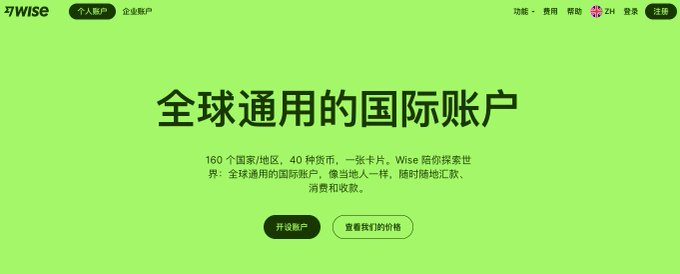 WISE
个人账户 企业账户 功能 费用 帮助 ZH 登录 注册
全球通用的国际账户
160 个国家/地区，40 种货币，一张卡片。Wise 陪你探索世
界：全球通用的国际账户，像当地人一样，随时随地汇款、
消费和收款。
开设账户 查看我们的价格